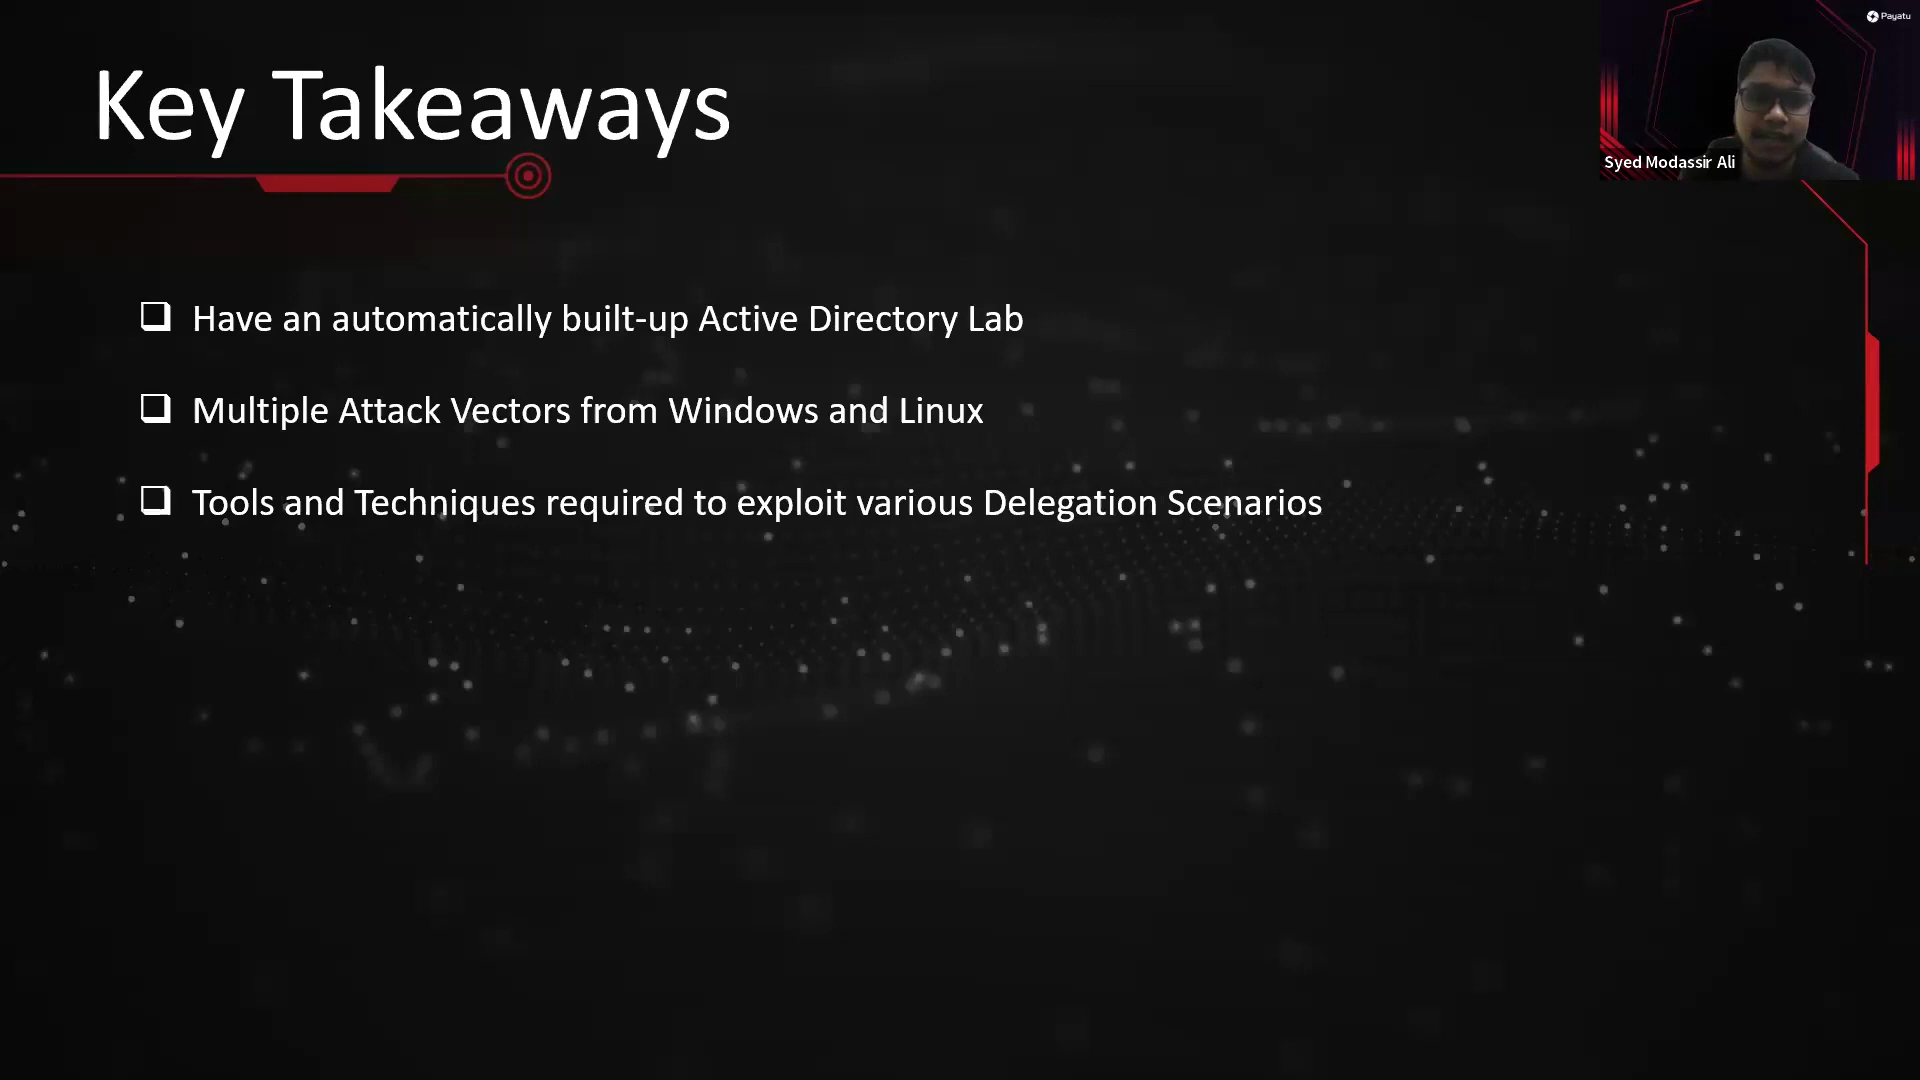 Payatu
Key Takeaways
Syed Modassir Ali
Have an automatically built-up Active Directory Lab
Multiple Attack Vectors from Windows and Linux
Tools and Techniques required to exploit various Delegation Scenarios